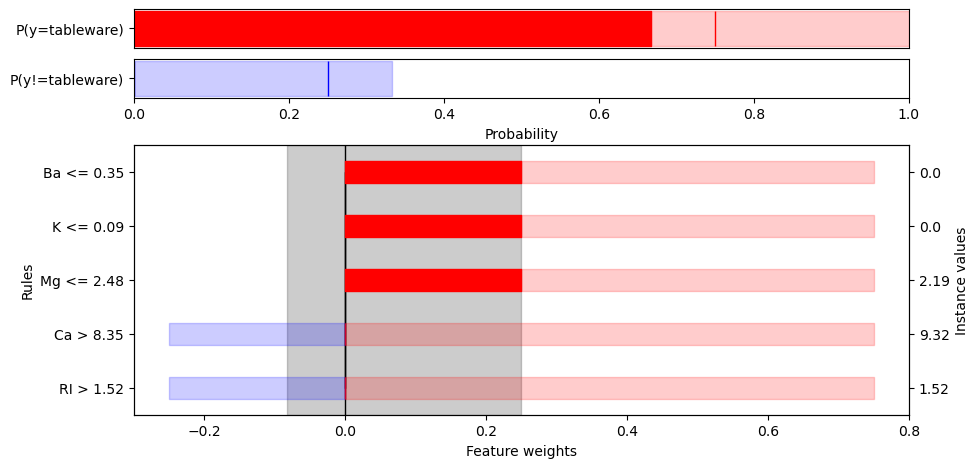 P(y=tableware)
P(y!=tableware)
0.0 0.2 0.4 0.6 0.8 1.0
Probability
Ba <= 0.35 0.0
K <= 0.09 0.0
Mg <= 2.48 2.19
Ca > 8.35 9.32
RI > 1.52 1.52
Rules
Instance values
−0.2 0.0 0.2 0.4 0.6 0.8
Feature weights